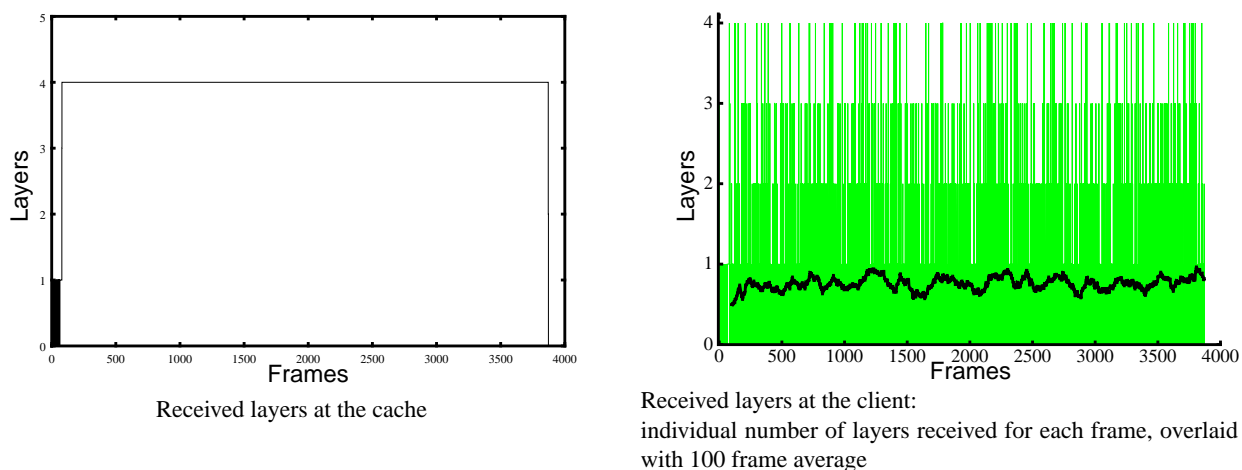 5
4
3
2
1
0
Layers
0 500 1000 1500 2000 2500 3000 3500 4000
Frames
Received layers at the cache
4
3
2
1
0
Layers
0 500 1000 1500 2000 2500 3000 3500 4000
Frames
Received layers at the client:
individual number of layers received for each frame, overlaid
with 100 frame average